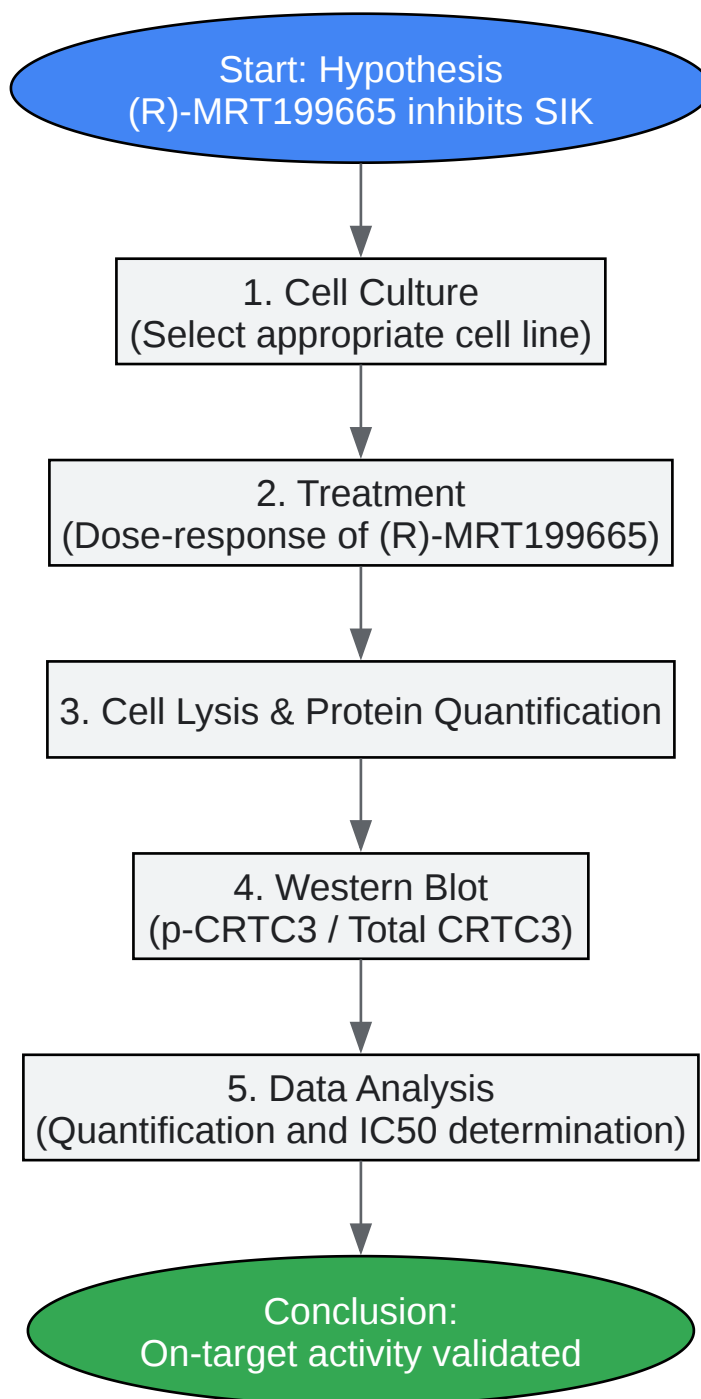 Start: Hypothesis
(R)-MRT199665 inhibits SIK
1. Cell Culture
(Select appropriate cell line)
2. Treatment
(Dose-response of (R)-MRT199665)
3. Cell Lysis & Protein Quantification
4. Western Blot
(p-CRTC3 / Total CRTC3)
5. Data Analysis
(Quantification and IC50 determination)
Conclusion:
On-target activity validated